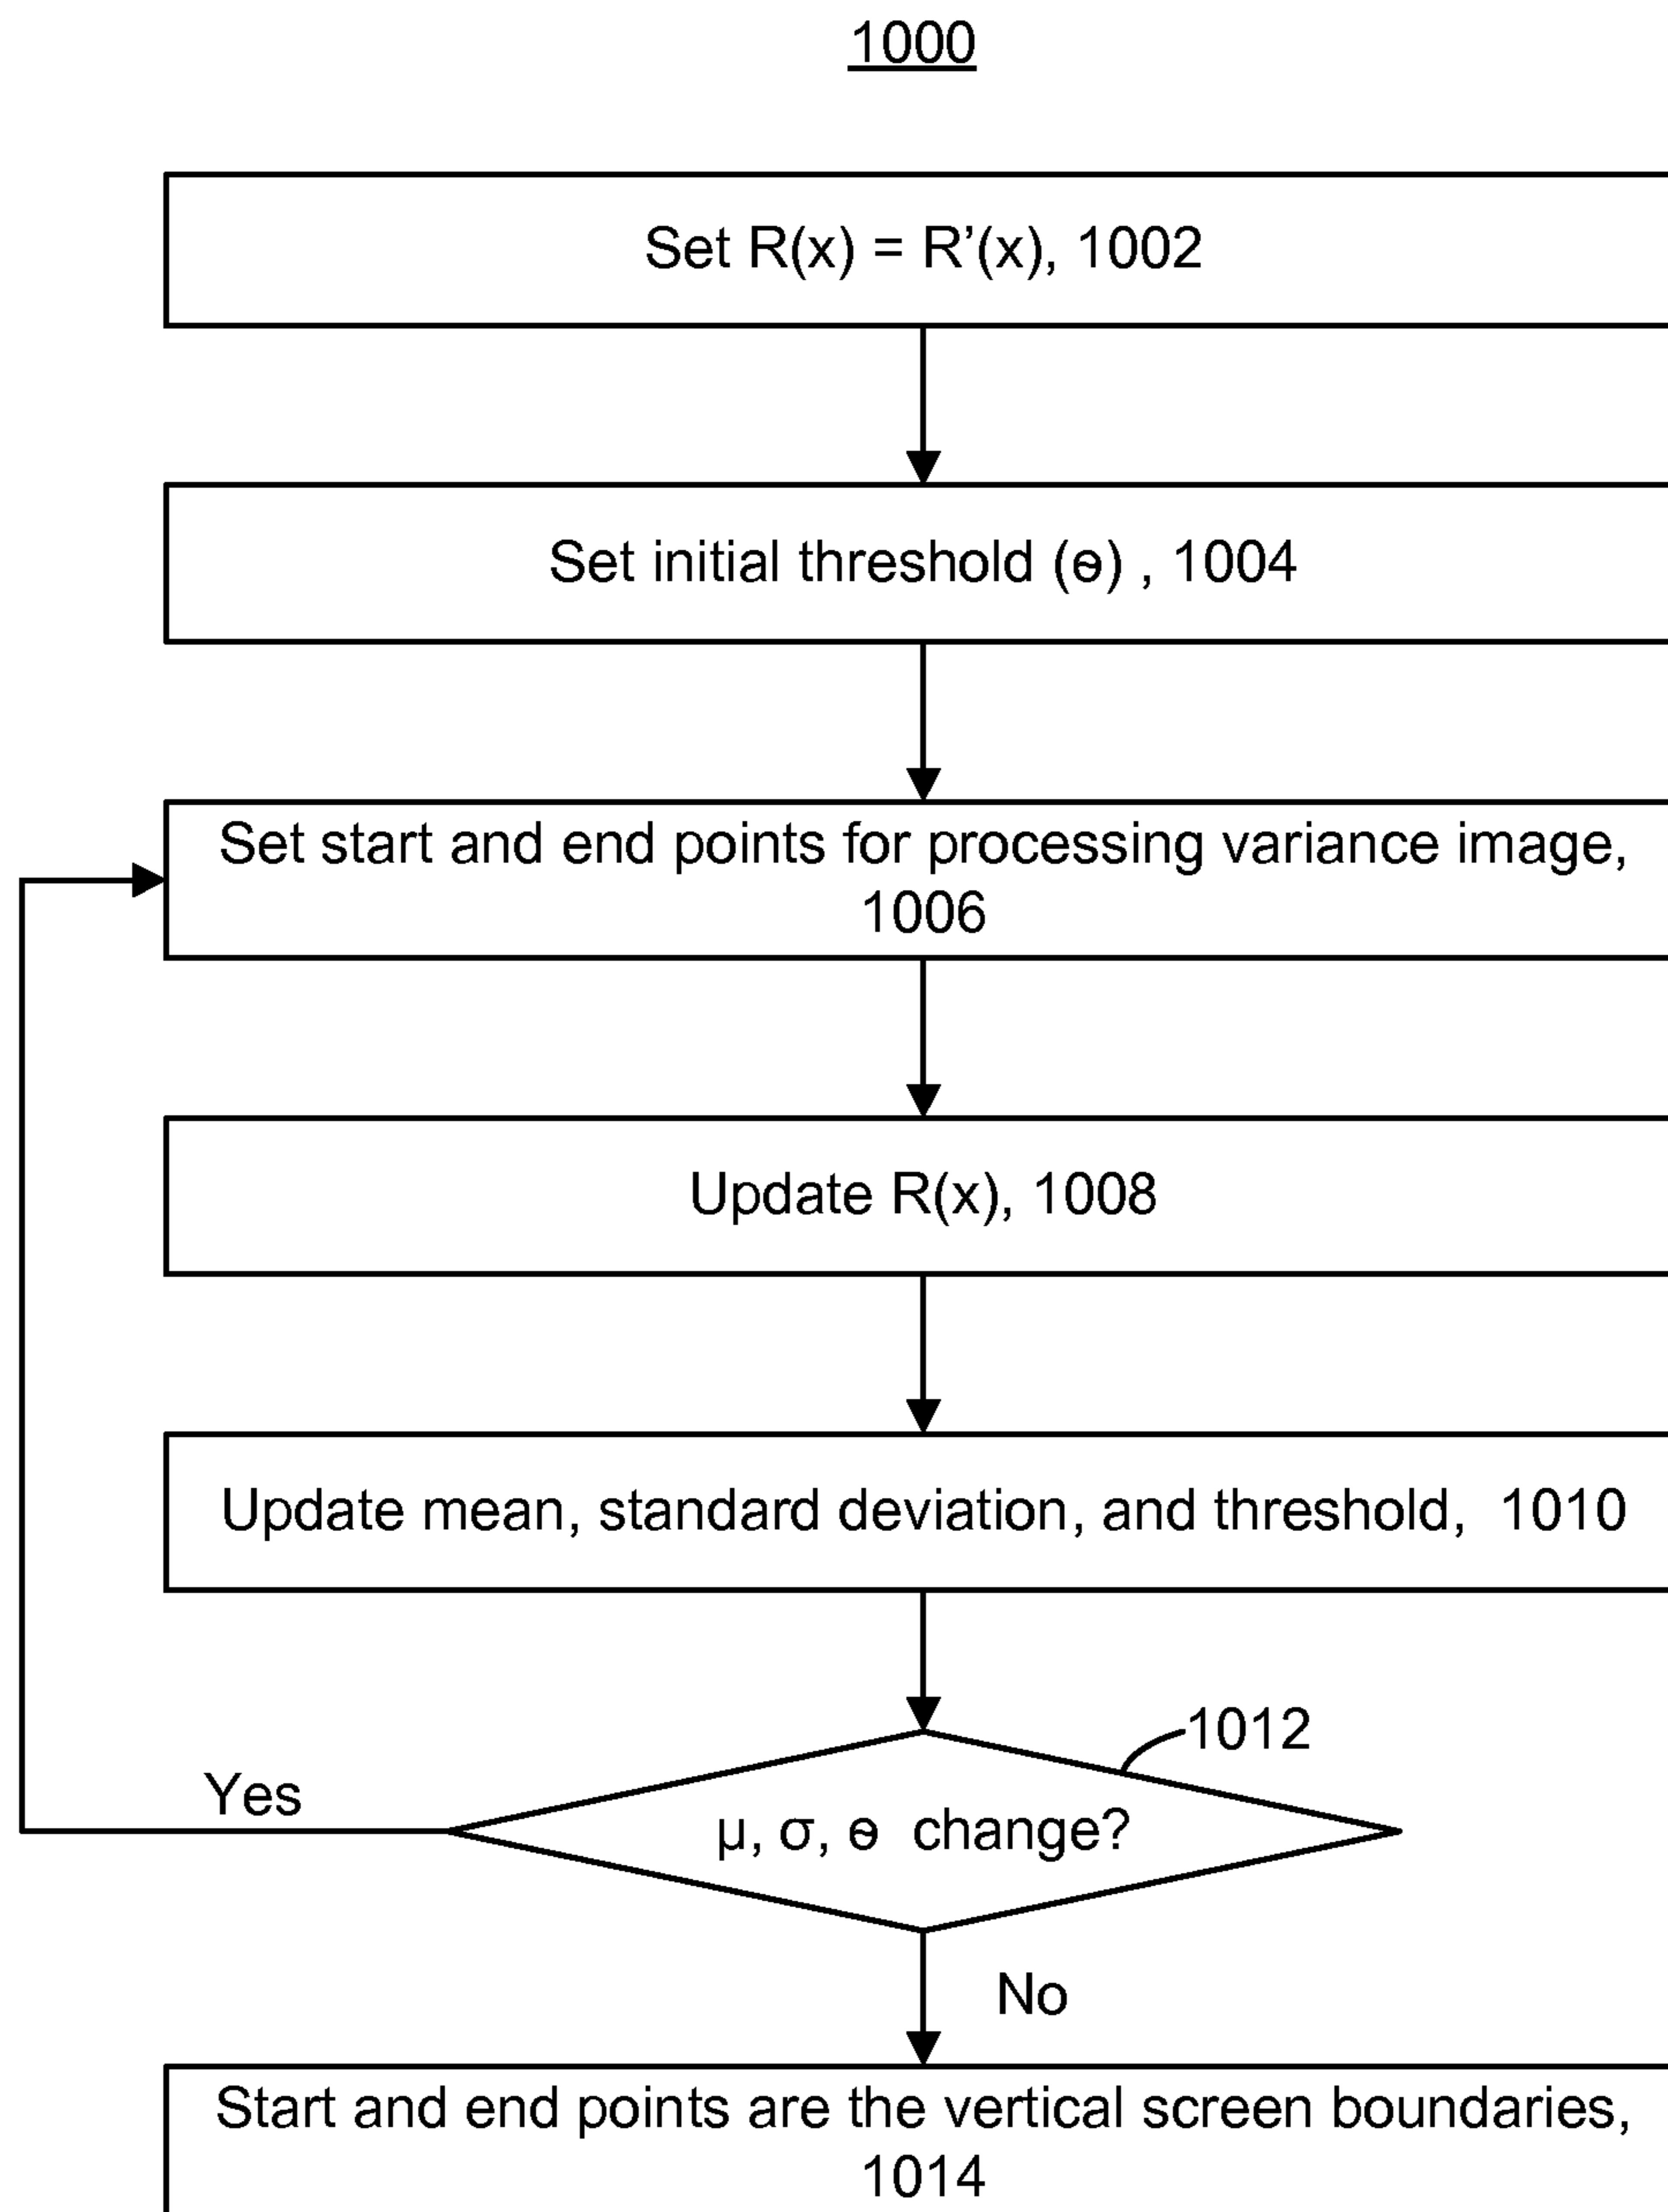 1000
Set R(x) = R’(x), 1002
Set initial threshold (ɵ) , 1004
Set start and end points for processing variance image,
1006
Update R(x), 1008
Update mean, standard deviation, and threshold, 1010
1012
Yes
μ, σ, ɵ change?
No
Start and end points are the vertical screen boundaries,
1014